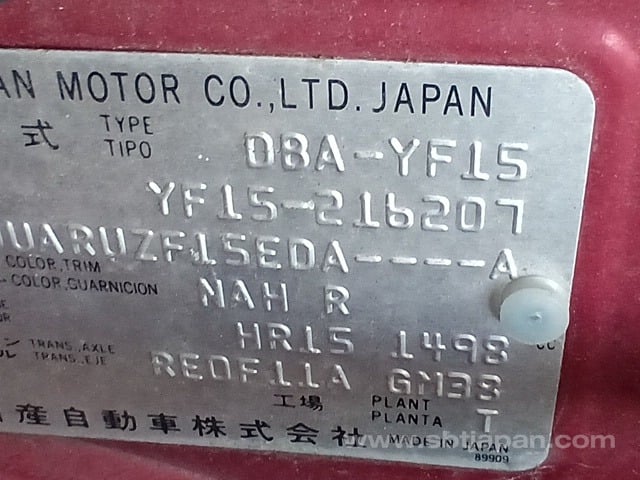 AN MOTOR CO.,LTD. JAPAN
式 TYPE TIPO DBA-YF15
YF15-216207
UARUZF15EDA----A
COLOR,TRIM
COLOR,GUARNICION NAH R
HR15 1498 CC
TRANS.,AXLE
TRANS.,EJE RE0F11A GM38
工場 PLANT PLANTA T
産自動車株式会社 MADE IN JAPAN
89909
www.sbtjapan.com